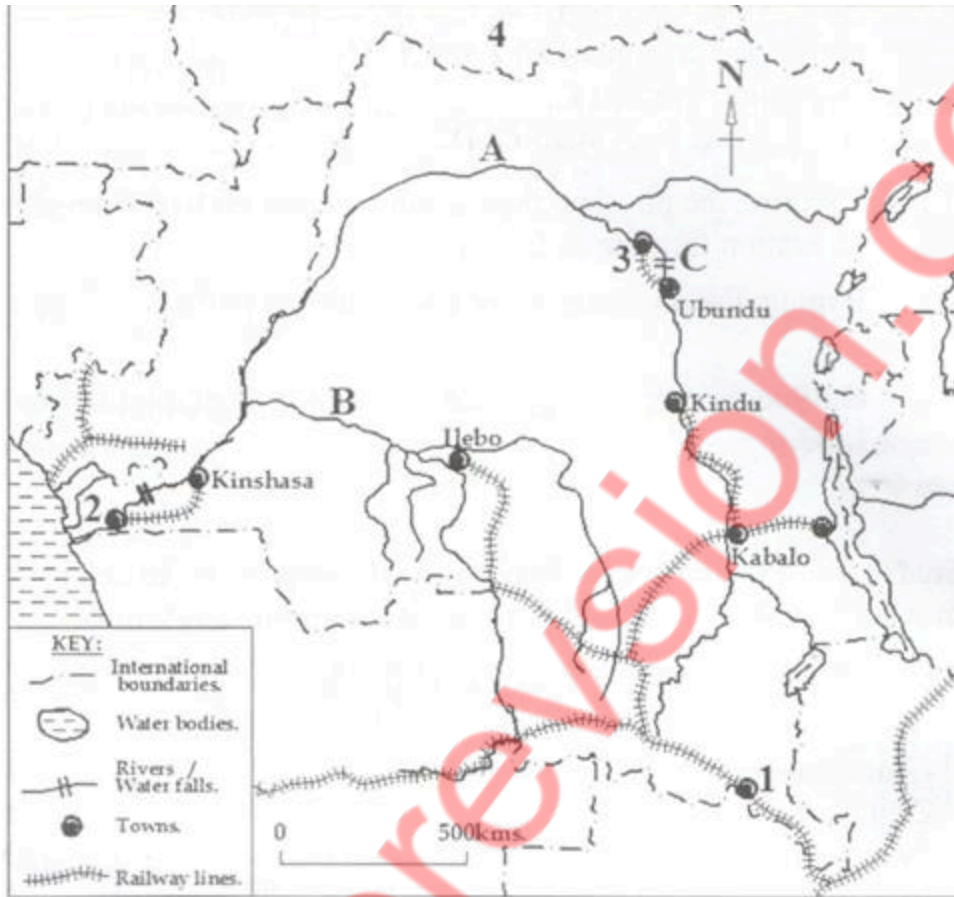 4
N
A
3
C
Ubundu
B
Kindu
Ilebo
Kinshasa
2
Kabalo
1
KEY:
International
boundaries.
Water bodies.
Rivers /
Water falls.
Towns.
Railway lines.
0 500kms.
revision.c